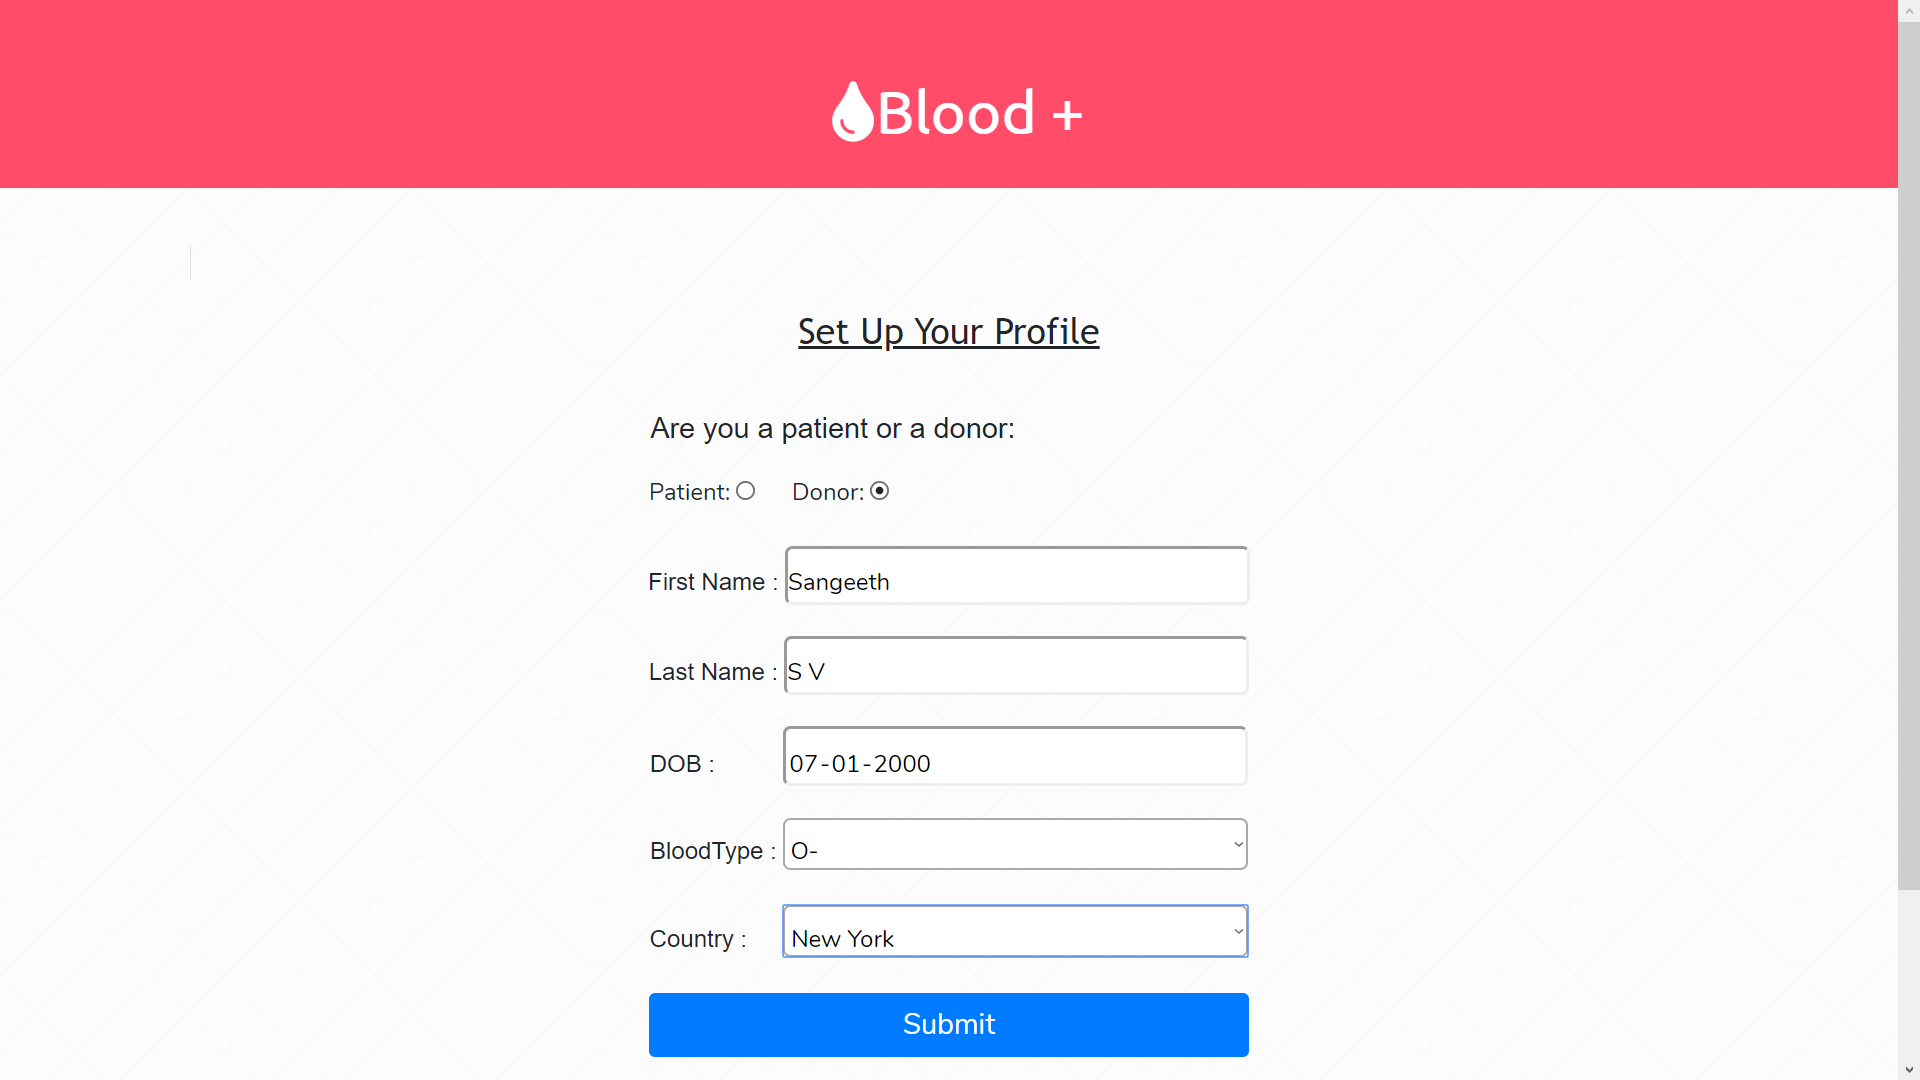 Blood +
Set Up Your Profile
Are you a patient or a donor:
Patient: Donor:
First Name : Sangeeth
Last Name : S V
DOB : 07-01-2000
BloodType : O-
Country : New York
Submit